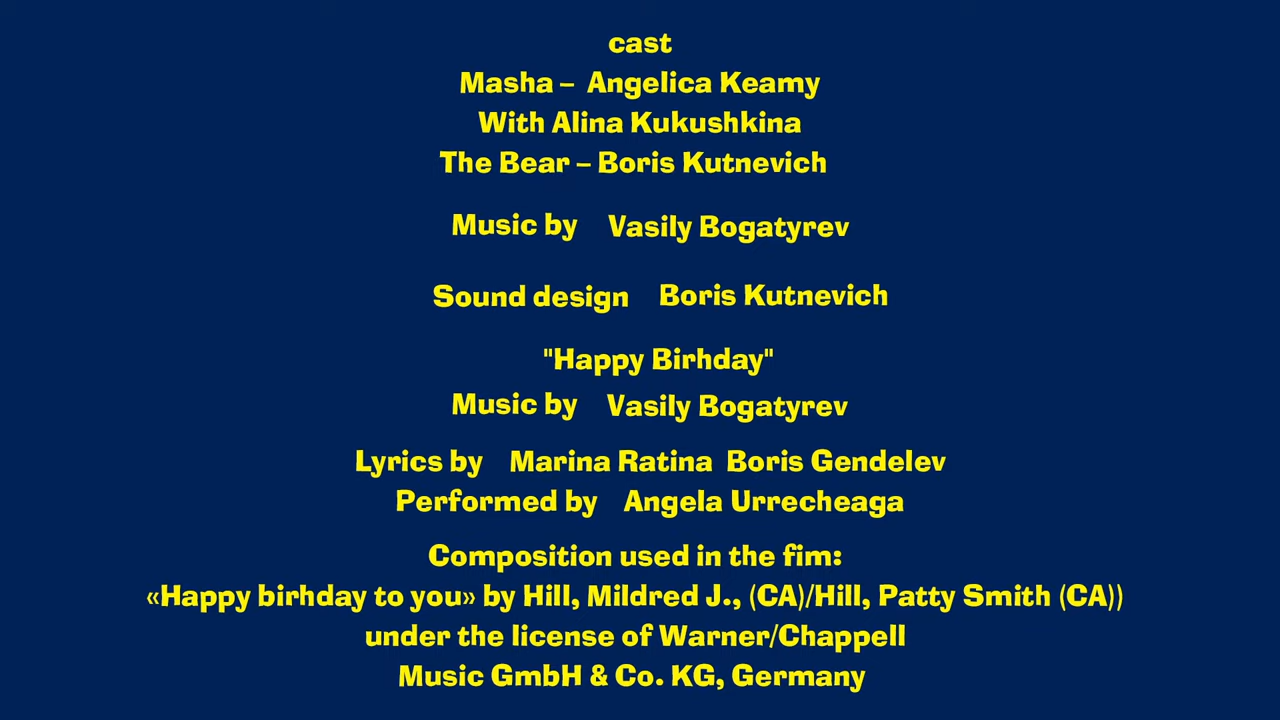 cast
Masha – Angelica Keamy
With Alina Kukushkina
The Bear – Boris Kutnevich
Music by Vasily Bogatyrev
Sound design Boris Kutnevich
"Happy Birhday"
Music by Vasily Bogatyrev
Lyrics by Marina Ratina Boris Gendelev
Performed by Angela Urrecheaga
Composition used in the fim:
«Happy birhday to you» by Hill, Mildred J., (CA)/Hill, Patty Smith (CA))
under the license of Warner/Chappell
Music GmbH & Co. KG, Germany